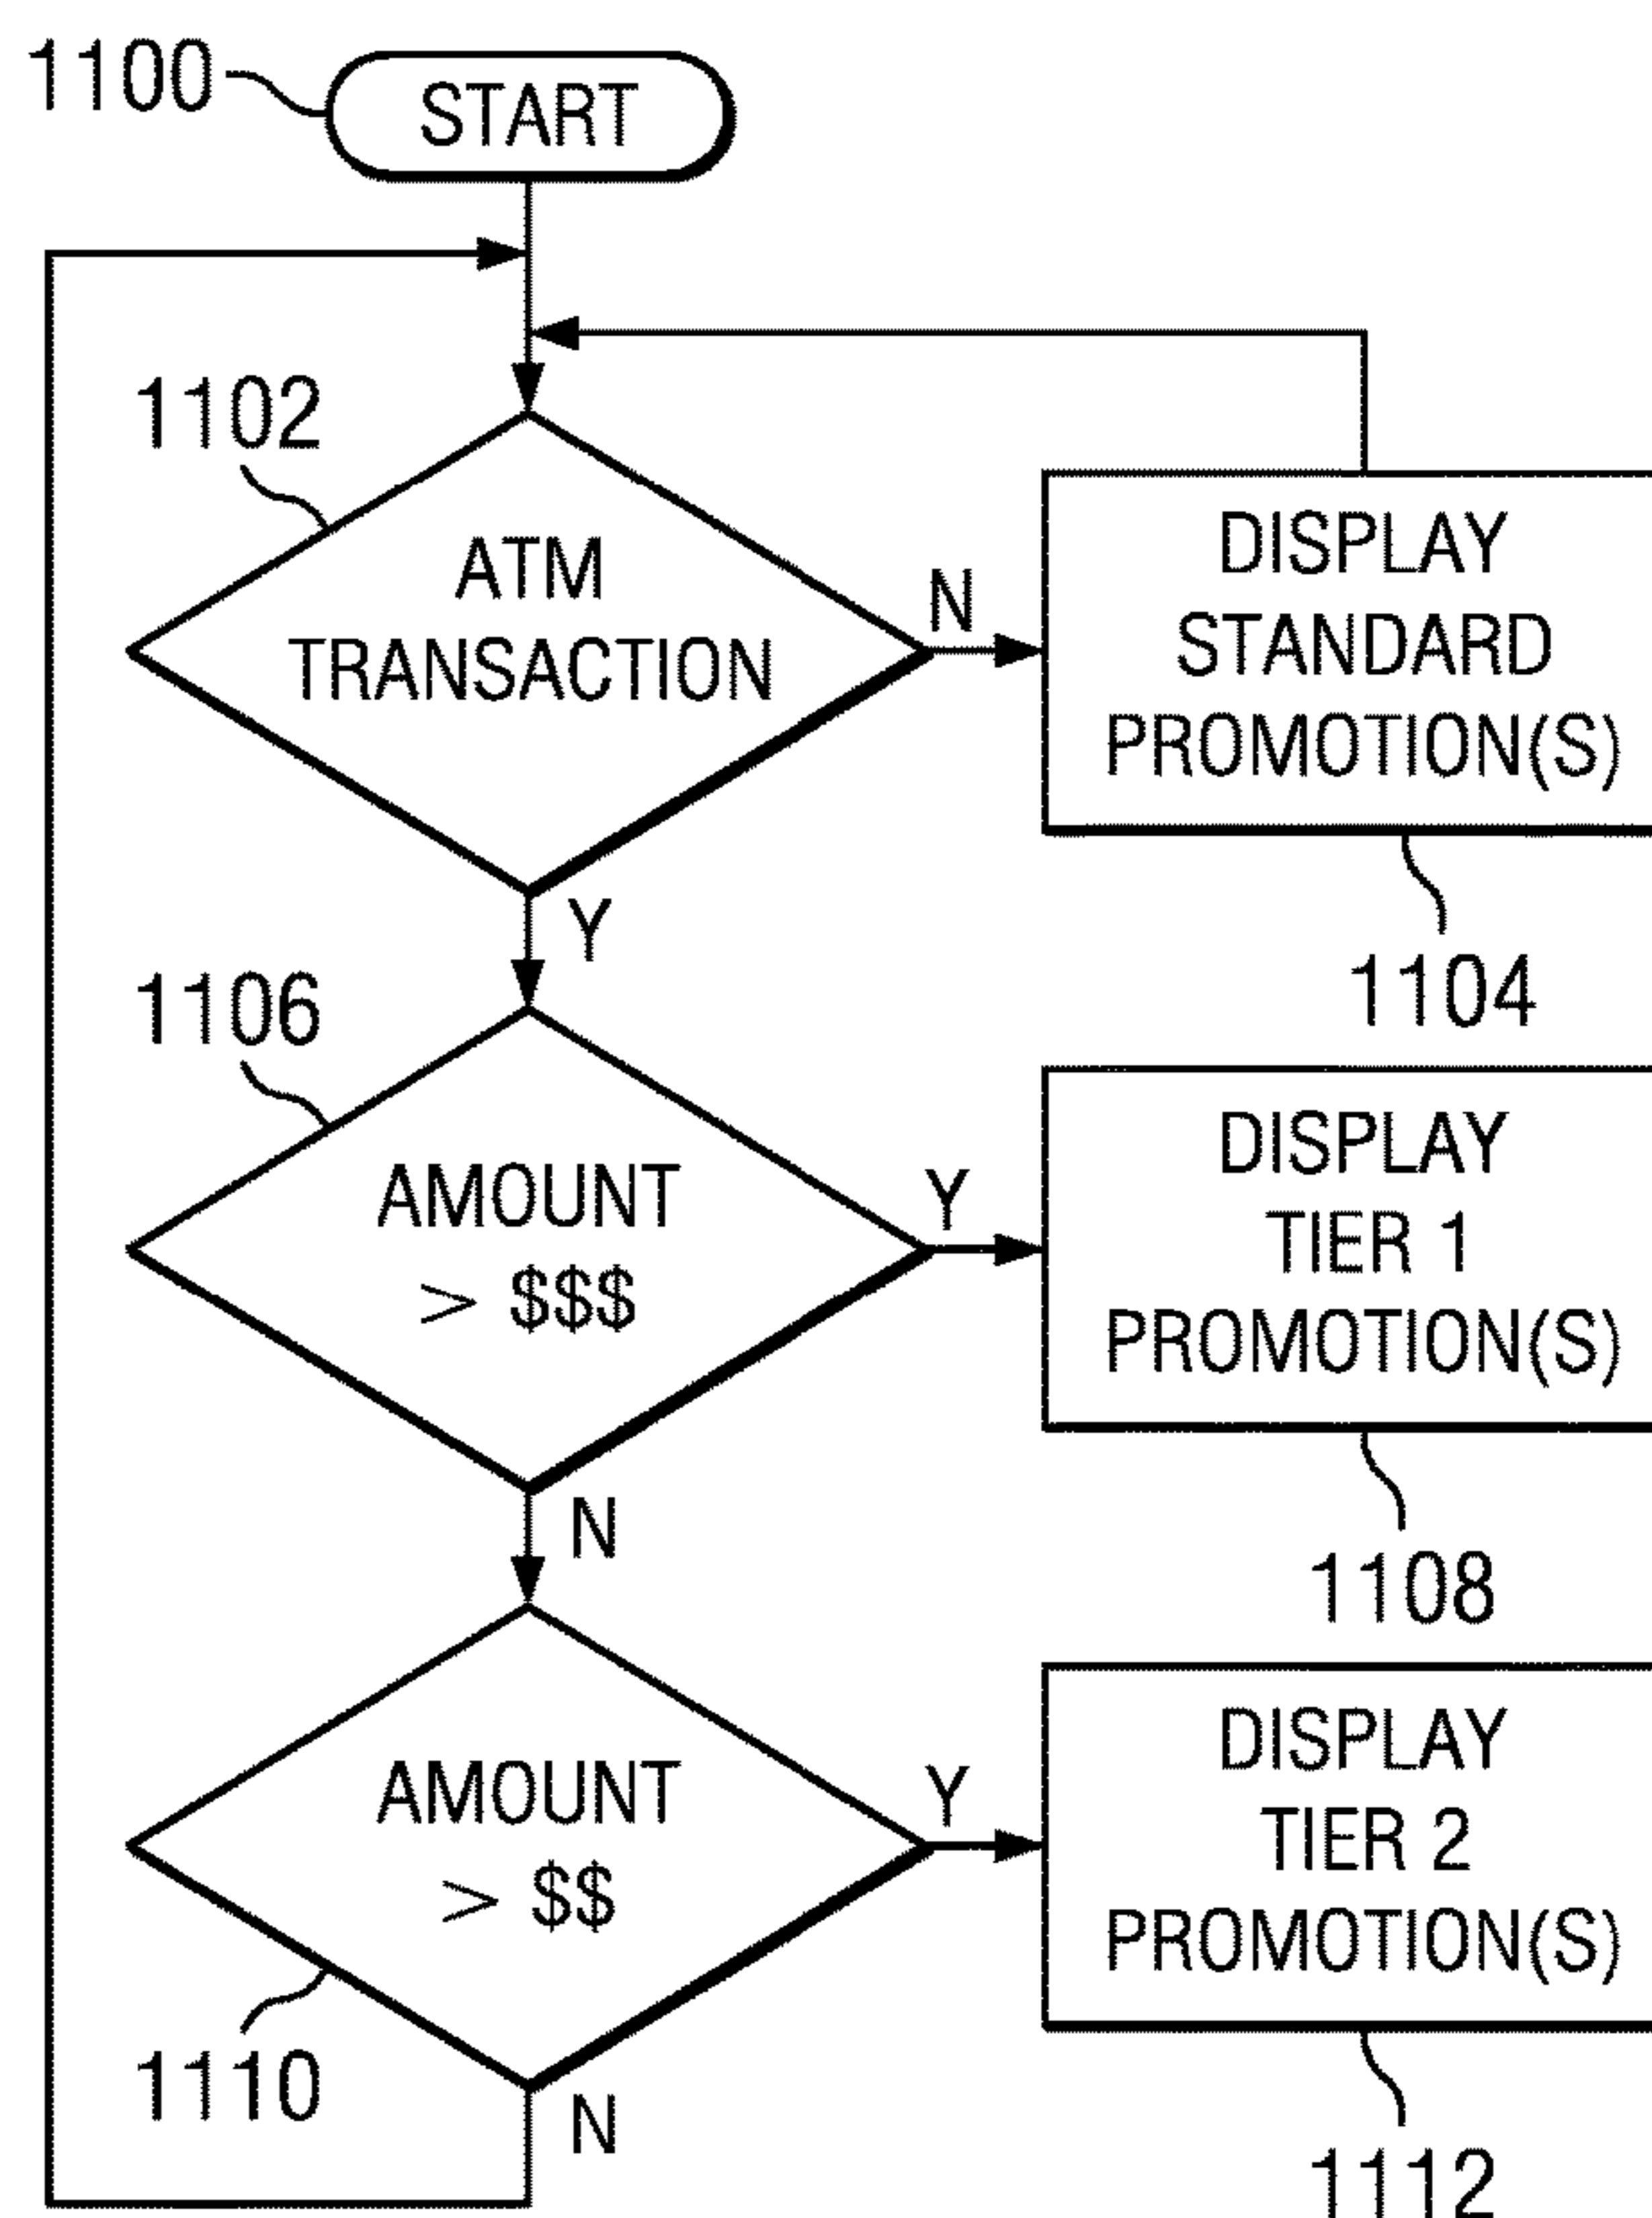 1100
START
1102
ATM
TRANSACTION
N
DISPLAY
STANDARD
PROMOTION(S)
1104
Y
1106
AMOUNT
> $$$
Y
DISPLAY
TIER 1
PROMOTION(S)
1108
N
AMOUNT
> $$
Y
DISPLAY
TIER 2
PROMOTION(S)
1110
N
1112